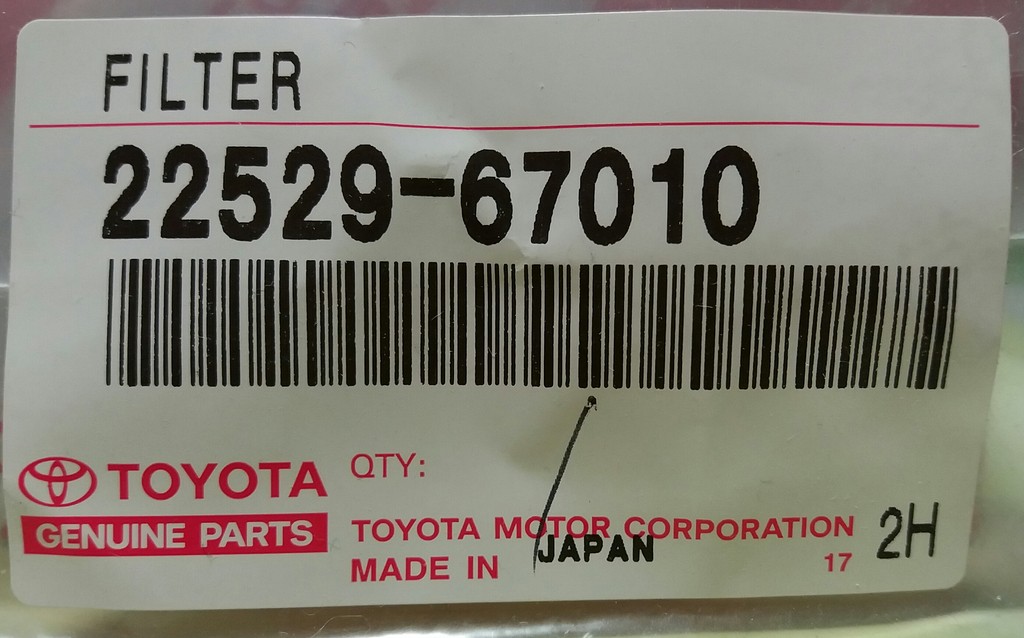 FILTER
22529-67010
TOYOTA
GENUINE PARTS
QTY:
TOYOTA MOTOR CORPORATION
MADE IN JAPAN
17
2H